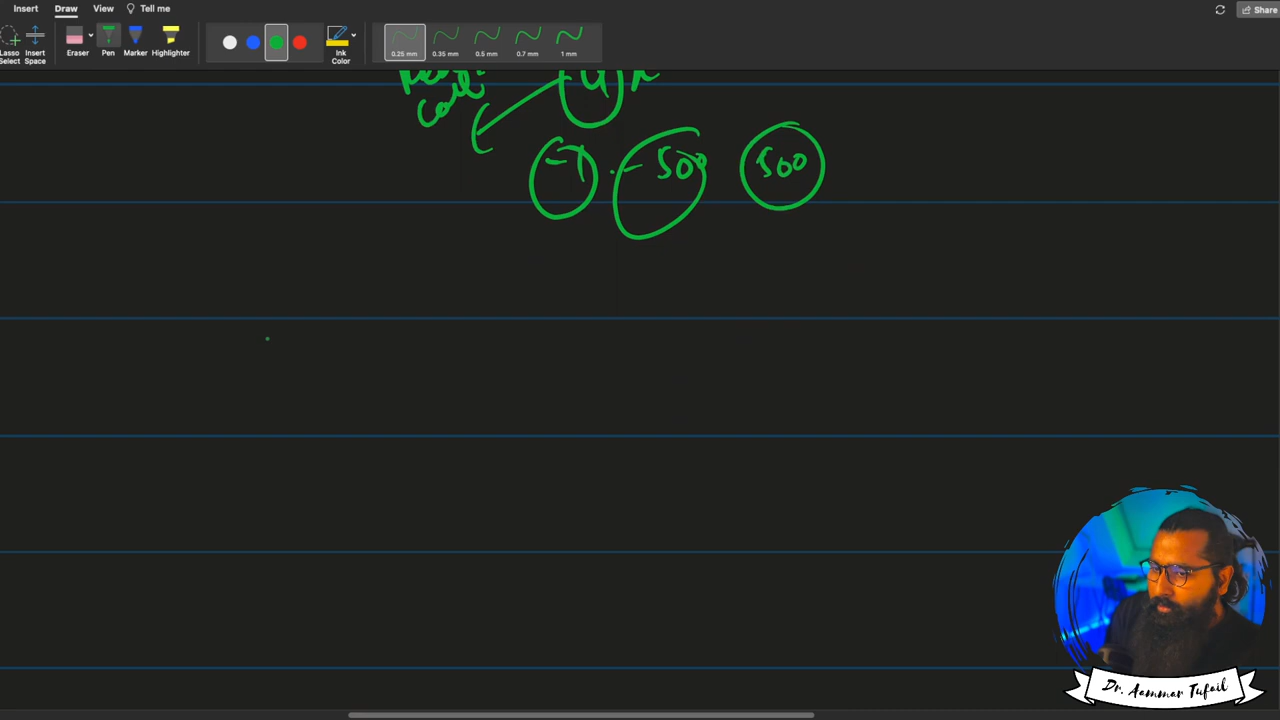 Insert Draw View Tell me Share
Lasso Select Insert Space Eraser Pen Marker Highlighter Ink Color 0.25 mm 0.35 mm 0.5 mm 0.7 mm 1 mm
-500 500
Dr. Aammar Tufail